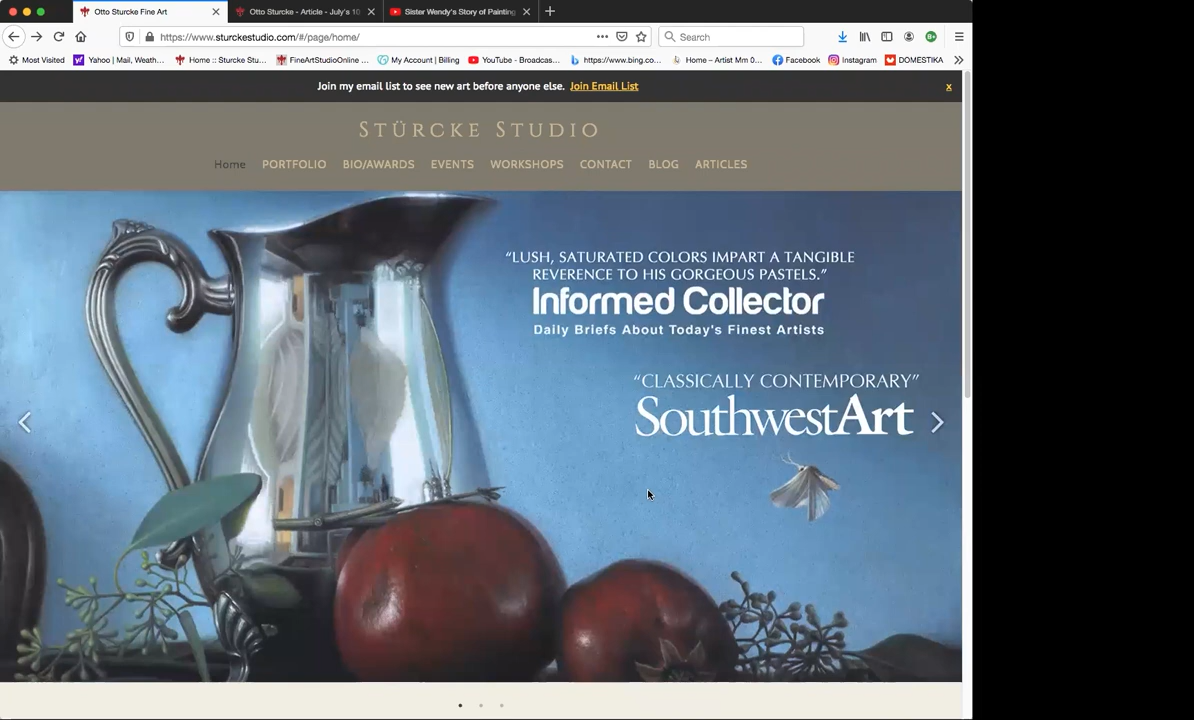 Otto Sturcke Fine Art
Otto Sturcke - Article - July's 10
Sister Wendy's Story of Painting
https://www.sturckestudio.com/#/page/home/
Search
Most Visited
Yahoo | Mail, Weath...
Home :: Sturcke Stu...
FineArtStudioOnline ...
My Account | Billing
YouTube - Broadcas...
https://www.bing.co...
Home – Artist Mm 0...
Facebook
Instagram
DOMESTIKA
Join my email list to see new art before anyone else. Join Email List
x
STÜRCKE STUDIO
Home PORTFOLIO BIO/AWARDS EVENTS WORKSHOPS CONTACT BLOG ARTICLES
“LUSH, SATURATED COLORS IMPART A TANGIBLE
REVERENCE TO HIS GORGEOUS PASTELS.”
Informed Collector
Daily Briefs About Today's Finest Artists
“CLASSICALLY CONTEMPORARY”
SouthwestArt